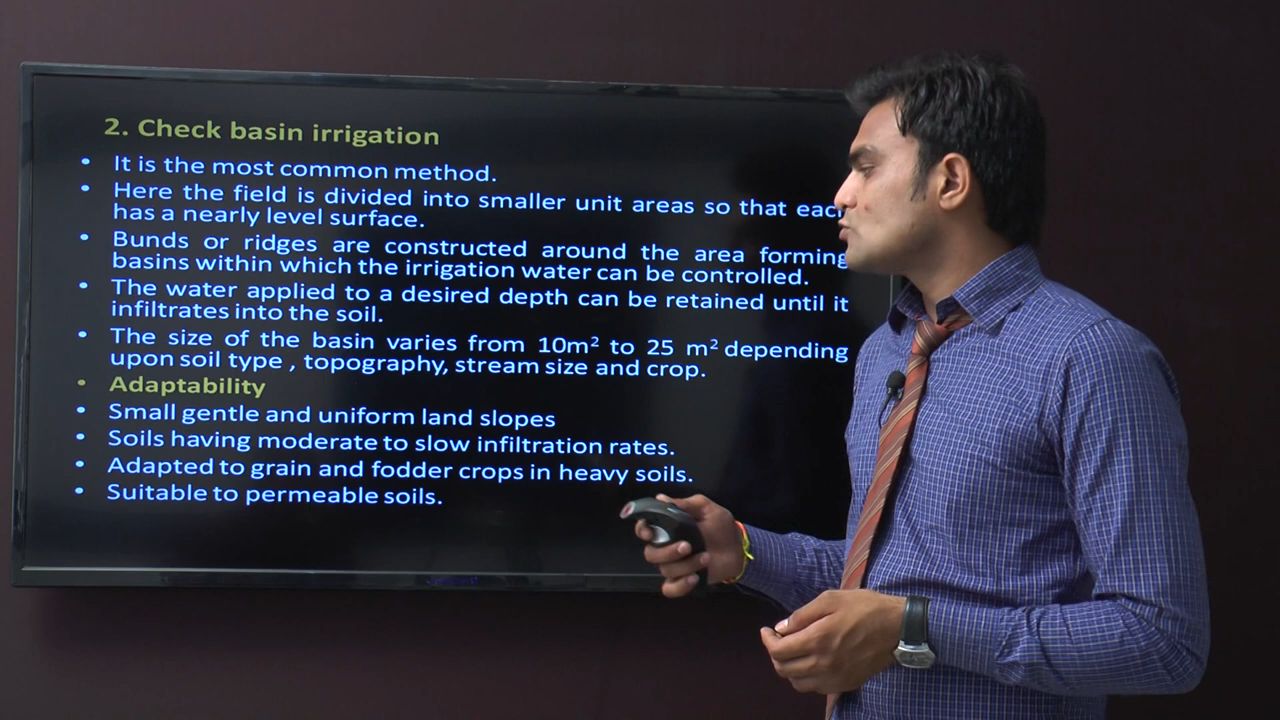 2. Check basin irrigation
• It is the most common method.
• Here the field is divided into smaller unit areas so that each
has a nearly level surface.
• Bunds or ridges are constructed around the area forming
basins within which the irrigation water can be controlled.
• The water applied to a desired depth can be retained until it
infiltrates into the soil.
• The size of the basin varies from 10m² to 25 m² depending
upon soil type , topography, stream size and crop.
• Adaptability
• Small gentle and uniform land slopes
• Soils having moderate to slow infiltration rates.
• Adapted to grain and fodder crops in heavy soils.
• Suitable to permeable soils.